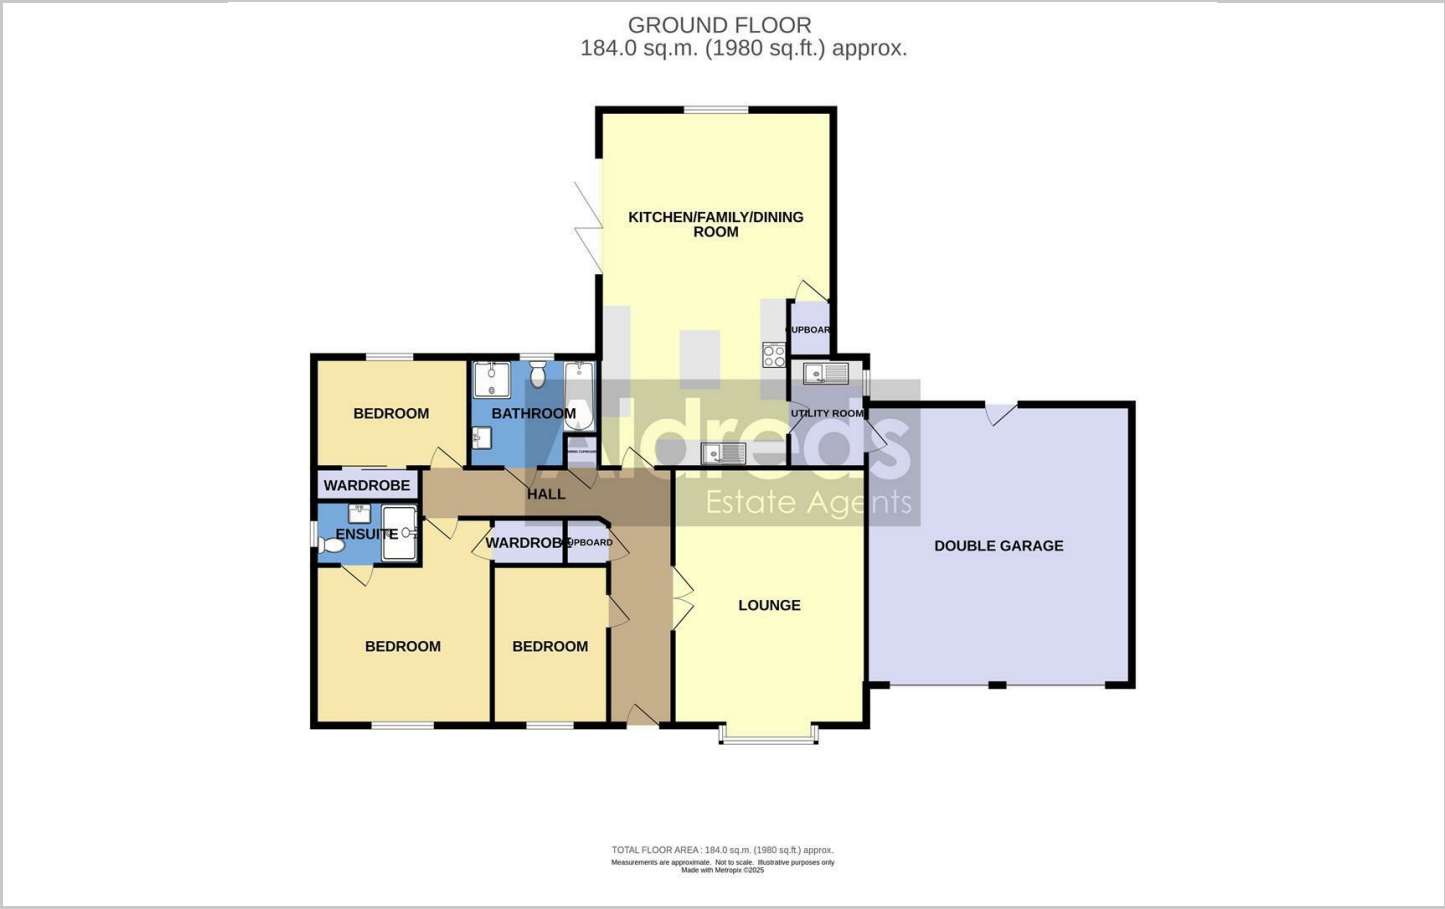 GROUND FLOOR
184.0 sq.m. (1980 sq.ft.) approx.
KITCHEN/FAMILY/DINING
ROOM
CUPBOARD
BEDROOM
BATHROOM
UTILITY ROOM
Aldreds
Estate Agents
WARDROBE
HALL
ENSUITE
WARDROBE
CUPBOARD
DOUBLE GARAGE
LOUNGE
BEDROOM
BEDROOM
TOTAL FLOOR AREA : 184.0 sq.m. (1980 sq.ft.) approx.
Measurements are approximate. Not to scale. Illustrative purposes only
Made with Metropix ©2025